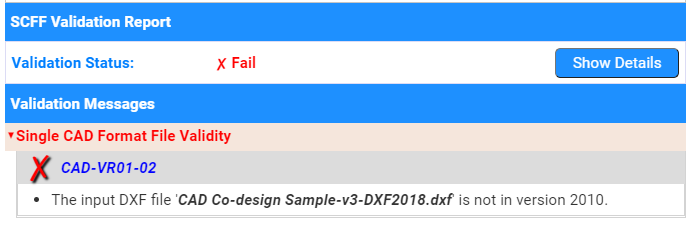 SCFF Validation Report
Validation Status: ✗ Fail Show Details
Validation Messages
▾Single CAD Format File Validity
✗ CAD-VR01-02
• The input DXF file 'CAD Co-design Sample-v3-DXF2018.dxf' is not in version 2010.